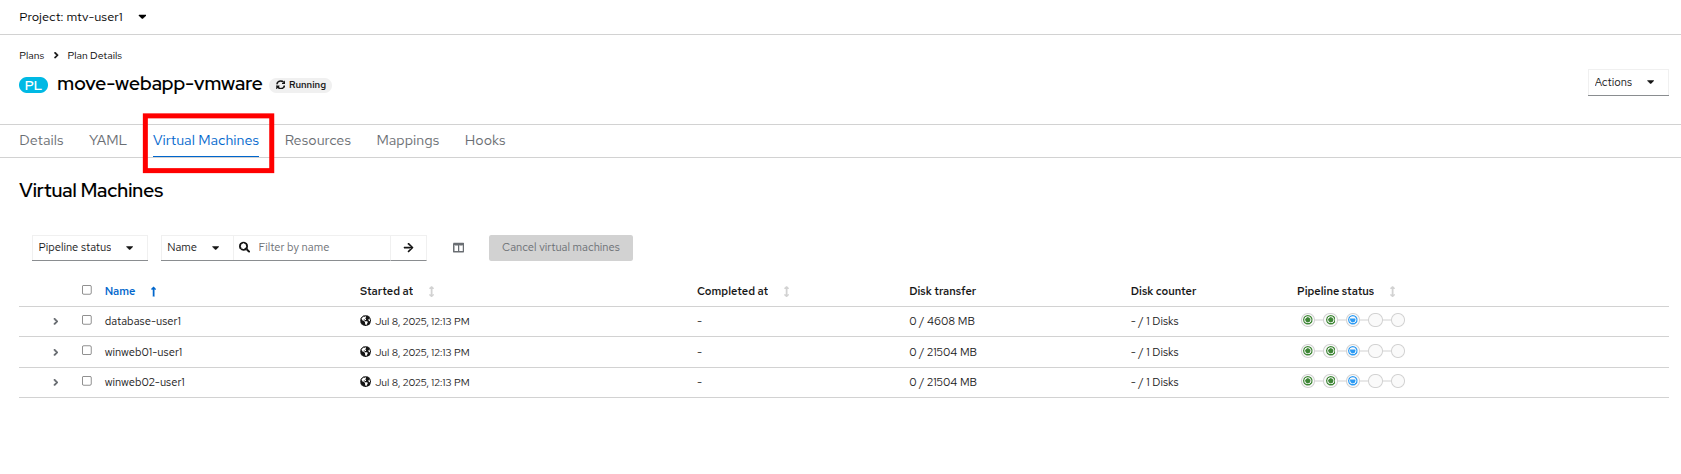 Project: mtv-user1
Plans > Plan Details
PL move-webapp-vmware Running
Actions
Details YAML Virtual Machines Resources Mappings Hooks
Virtual Machines
Pipeline status Name Filter by name Cancel virtual machines
Name Started at Completed at Disk transfer Disk counter Pipeline status
database-user1 Jul 8, 2025, 12:13 PM - 0 / 4608 MB - / 1 Disks
winweb01-user1 Jul 8, 2025, 12:13 PM - 0 / 21504 MB - / 1 Disks
winweb02-user1 Jul 8, 2025, 12:13 PM - 0 / 21504 MB - / 1 Disks